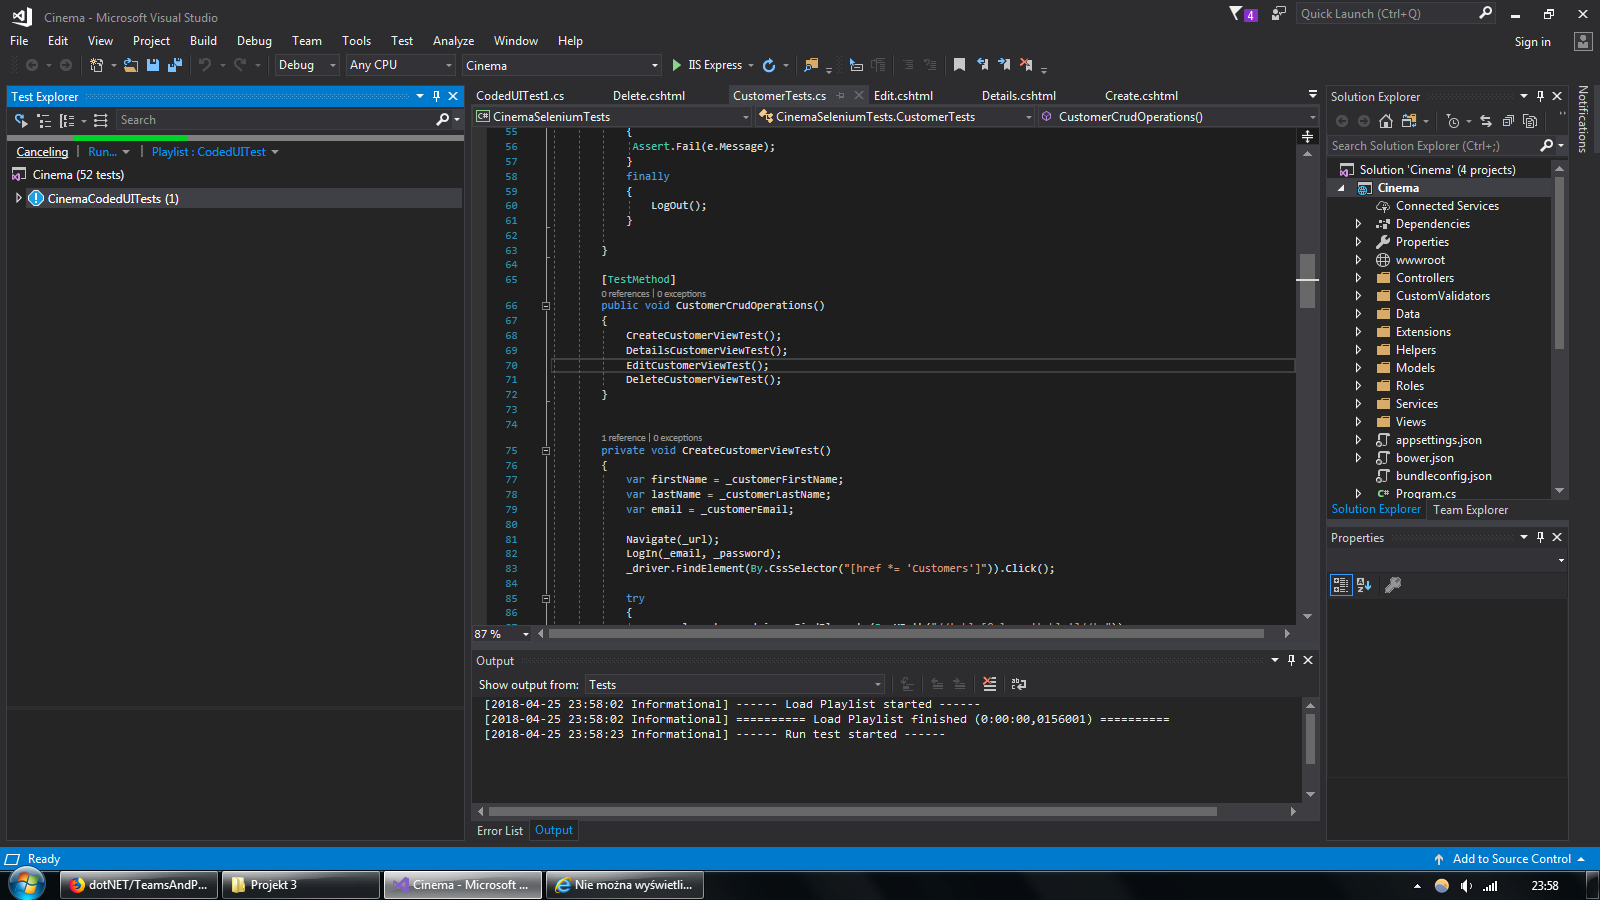 Cinema - Microsoft Visual Studio
4
Quick Launch (Ctrl+Q)
File Edit View Project Build Debug Team Tools Test Analyze Window Help
Sign in
Debug Any CPU Cinema IIS Express
Test Explorer
Search
Canceling | Run... | Playlist : CodedUITest
Cinema (52 tests)
CinemaCodedUITests (1)
CodedUITest1.cs Delete.cshtml CustomerTests.cs Edit.cshtml Details.cshtml Create.cshtml
CinemaSeleniumTests CinemaSeleniumTests.CustomerTests CustomerCrudOperations()
55 {
56 Assert.Fail(e.Message);
57 }
58 finally
59 {
60 LogOut();
61 }
62
63 }
64
65 [TestMethod]
0 references | 0 exceptions
66 public void CustomerCrudOperations()
67 {
68 CreateCustomerViewTest();
69 DetailsCustomerViewTest();
70 EditCustomerViewTest();
71 DeleteCustomerViewTest();
72 }
73
74
1 reference | 0 exceptions
75 private void CreateCustomerViewTest()
76 {
77 var firstName = _customerFirstName;
78 var lastName = _customerLastName;
79 var email = _customerEmail;
80
81 Navigate(_url);
82 LogIn(_email, _password);
83 _driver.FindElement(By.CssSelector("[href *= 'Customers']")).Click();
84
85 try
86 {
87 %
Output
Show output from: Tests
[2018-04-25 23:58:02 Informational] ------ Load Playlist started ------
[2018-04-25 23:58:02 Informational] ========== Load Playlist finished (0:00:00,0156001) ==========
[2018-04-25 23:58:23 Informational] ------ Run test started ------
Error List Output
Solution Explorer
Search Solution Explorer (Ctrl+;)
Solution 'Cinema' (4 projects)
Cinema
Connected Services
Dependencies
Properties
wwwroot
Controllers
CustomValidators
Data
Extensions
Helpers
Models
Roles
Services
Views
appsettings.json
bower.json
bundleconfig.json
C# Program.cs
Solution Explorer Team Explorer
Properties
Notifications
Ready
Add to Source Control
dotNET/TeamsAndP... Projekt 3 Cinema - Microsoft ... Nie można wyświetli...
23:58